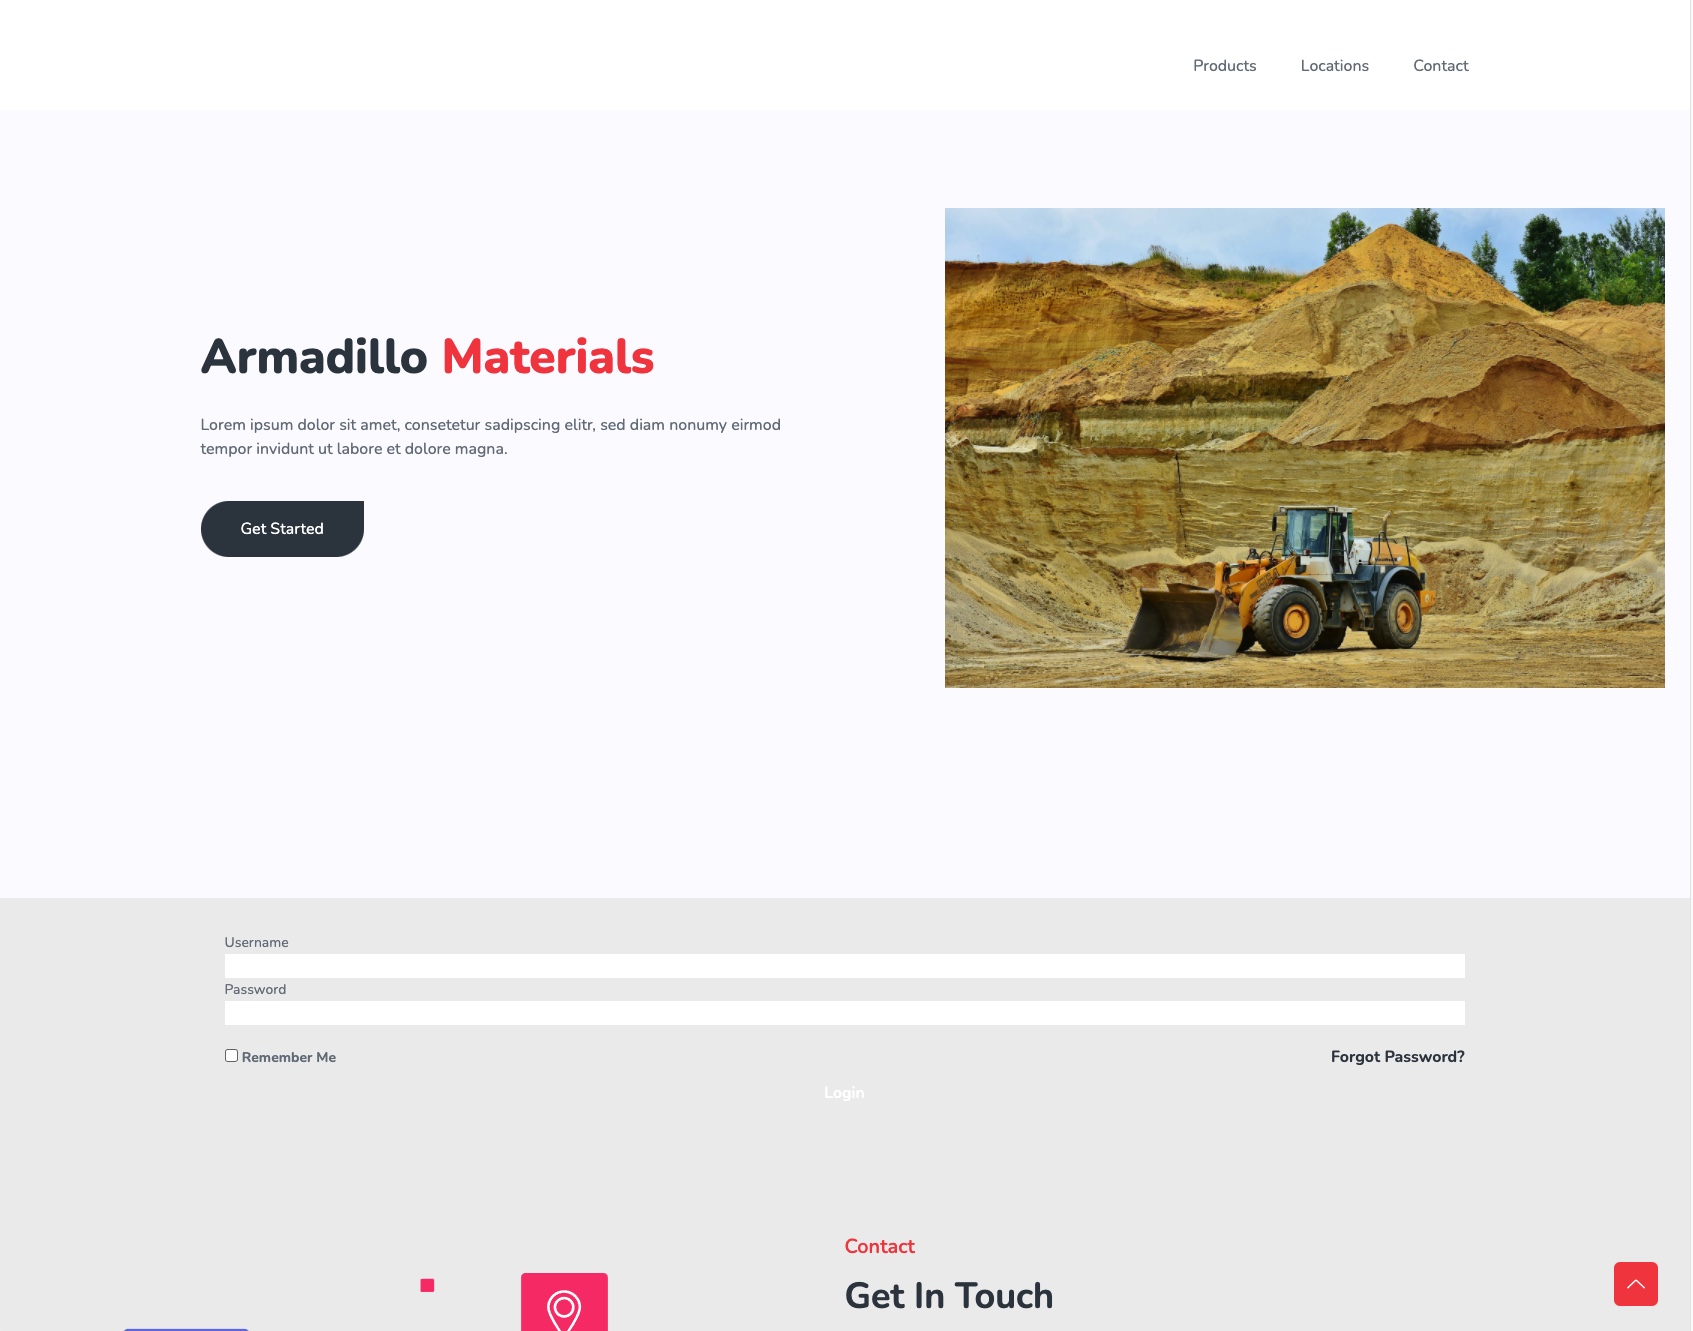 Products Locations Contact
Armadillo Materials
Lorem ipsum dolor sit amet, consetetur sadipscing elitr, sed diam nonumy eirmod
tempor invidunt ut labore et dolore magna.
Get Started
Username
Password
Remember Me Forgot Password?
Login
Contact
Get In Touch